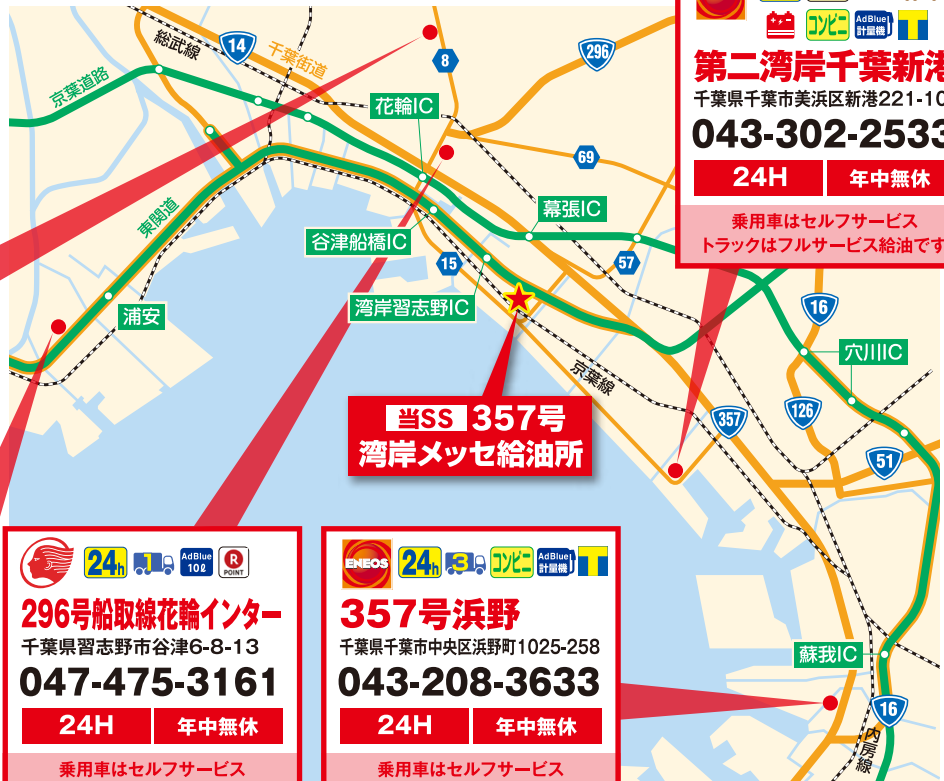 14
総武線
千葉街道
8
296
京葉道路
花輪IC
69
東関道
谷津船橋IC
幕張IC
15
57
湾岸習志野IC
浦安
16
京葉線
穴川IC
126
357
51
当SS 357号
湾岸メッセ給油所
蘇我IC
16
内房線
コンビニ
AdBlue
計量機
T
第二湾岸千葉新港
千葉県千葉市美浜区新港221-10
043-302-2533
24H
年中無休
乗用車はセルフサービス
トラックはフルサービス給油です
24h
1
AdBlue
10ℓ
R
POINT
296号船取線花輪インター
千葉県習志野市谷津6-8-13
047-475-3161
24H
年中無休
乗用車はセルフサービス
ENEOS
24h
3
コンビニ
AdBlue
計量機
T
357号浜野
千葉県千葉市中央区浜野町1025-258
043-208-3633
24H
年中無休
乗用車はセルフサービス